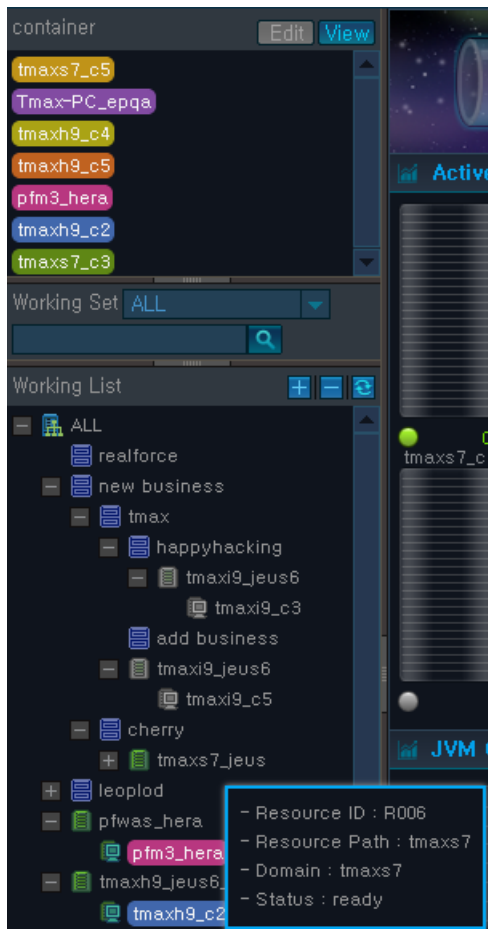 container Edit View
tmaxs7_c5
Tmax-PC_epqa
tmaxh9_c4
tmaxh9_c5
pfm3_hera
tmaxh9_c2
tmaxs7_c3
Working Set ALL
Working List
ALL
realforce
new business
tmax
happyhacking
tmaxi9_jeus6
tmaxi9_c3
add business
tmaxi9_jeus6
tmaxi9_c5
cherry
tmaxs7_jeus
leoplod
pfwas_hera
pfm3_hera
tmaxh9_jeus6_
tmaxh9_c2
- Resource ID : R006
- Resource Path : tmaxs7
- Domain : tmaxs7
- Status : ready
Active
tmaxs7_c
JVM